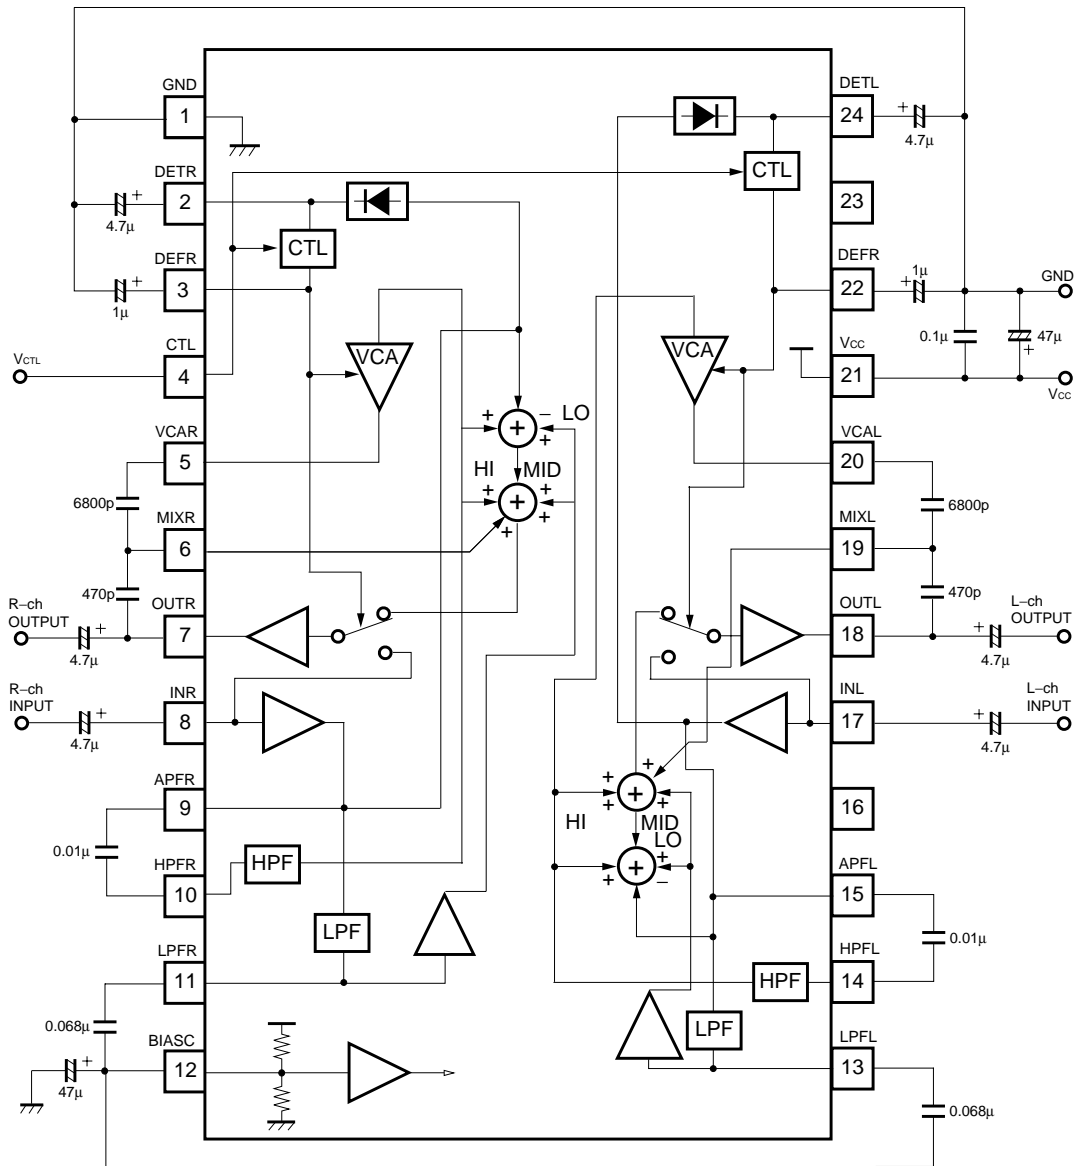 GND
1
DETR
2
+
4.7μ
DEFR
3
+
1μ
CTL
VCTL
4
VCAR
5
6800p
MIXR
6
470p
R–ch
OUTPUT
OUTR
7
+
4.7μ
R–ch
INPUT
INR
8
+
4.7μ
APFR
9
0.01μ
HPFR
10
LPFR
11
0.068μ
BIASC
12
+
47μ
CTL
VCA
+
−
LO
+
+
HI
MID
+
+
+
+
+
+
HPF
LPF
CTL
VCA
+
+
+
+
+
+
HI
MID
LO
+
+
+
−
HPF
LPF
DETL
24
+
4.7μ
23
DEFR
22
+
1μ
GND
0.1μ
47μ
+
VCC
21
VCC
VCAL
20
6800p
MIXL
19
470p
OUTL
18
L–ch
OUTPUT
+
4.7μ
INL
17
L–ch
INPUT
+
4.7μ
16
APFL
15
0.01μ
HPFL
14
LPFL
13
0.068μ